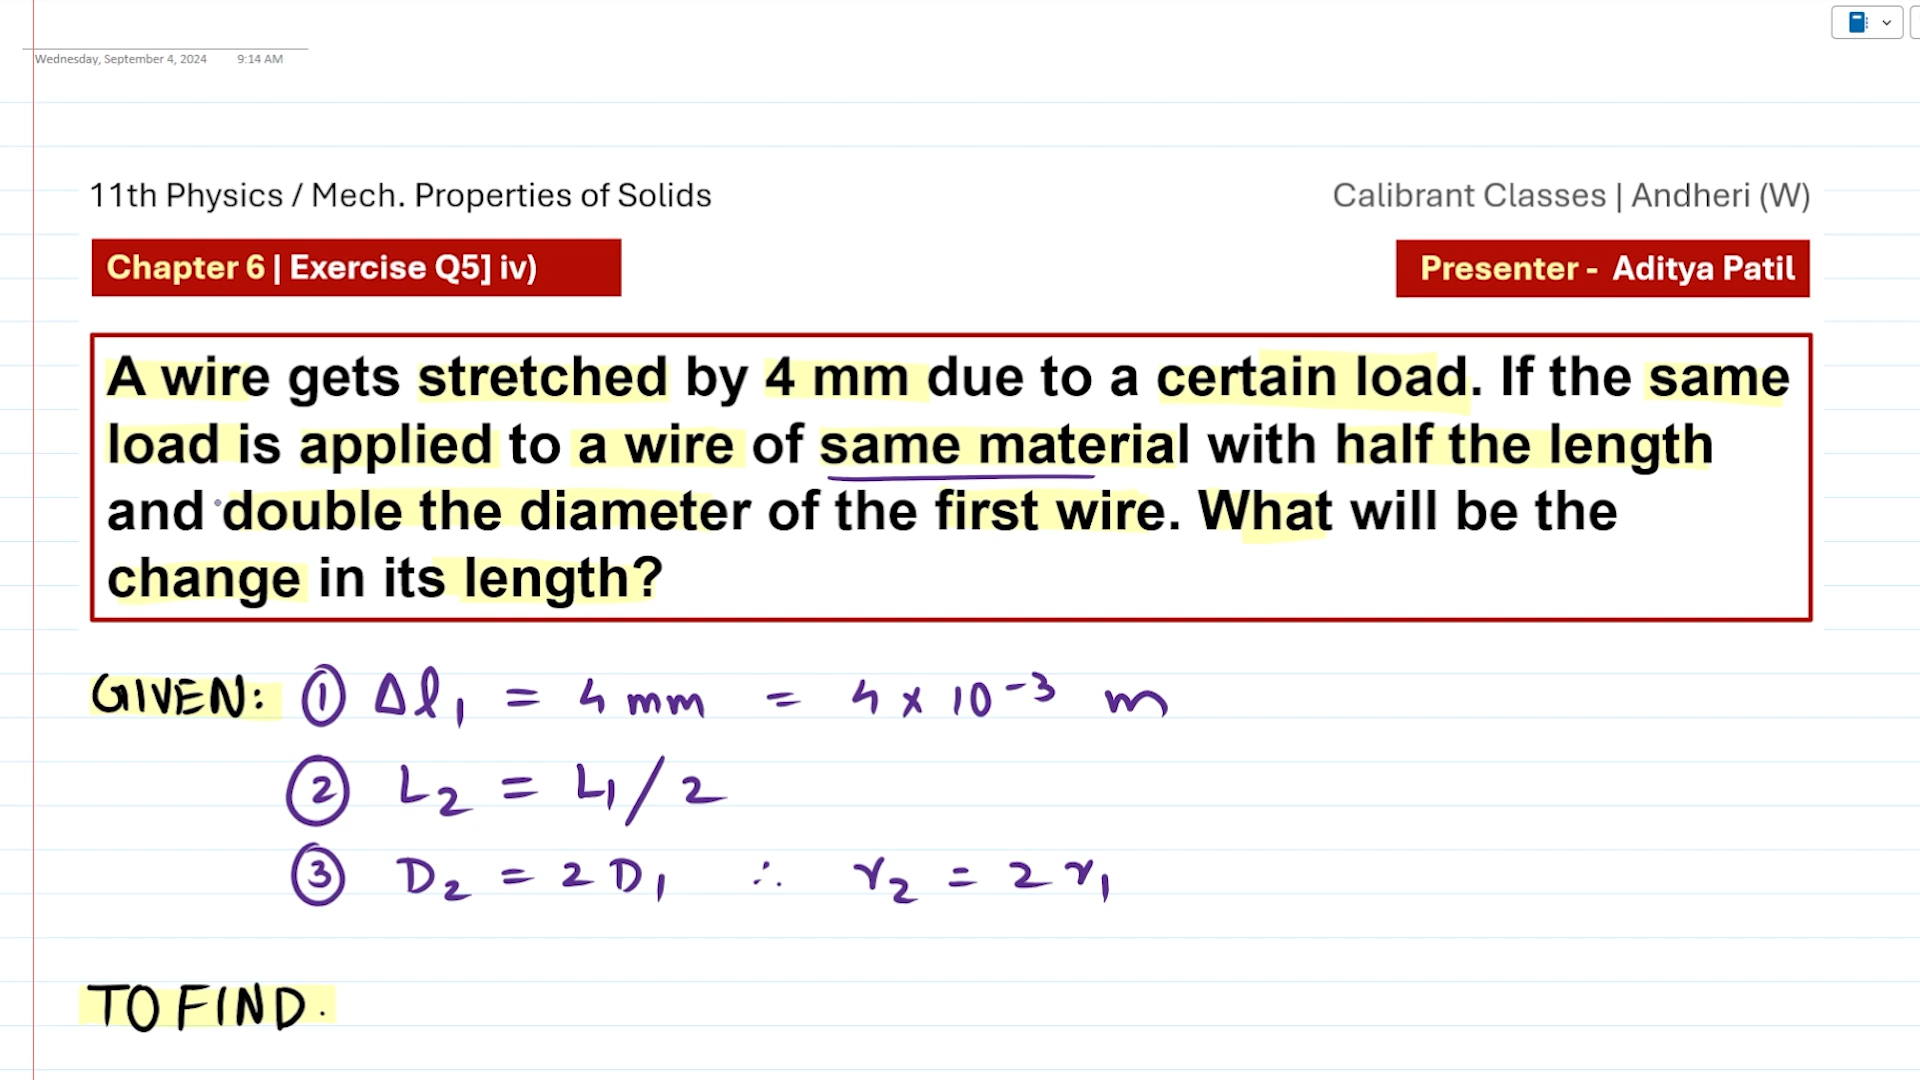 Wednesday, September 4, 2024 9:14 AM
11th Physics / Mech. Properties of Solids
Calibrant Classes | Andheri (W)
Chapter 6 | Exercise Q5] iv)
Presenter - Aditya Patil
A wire gets stretched by 4 mm due to a certain load. If the same
load is applied to a wire of same material with half the length
and double the diameter of the first wire. What will be the
change in its length?
GIVEN: ① Δl₁ = 4 mm = 4 × 10⁻³ m
② L₂ = L₁/2
③ D₂ = 2 D₁ ∴ r₂ = 2 r₁
TO FIND.